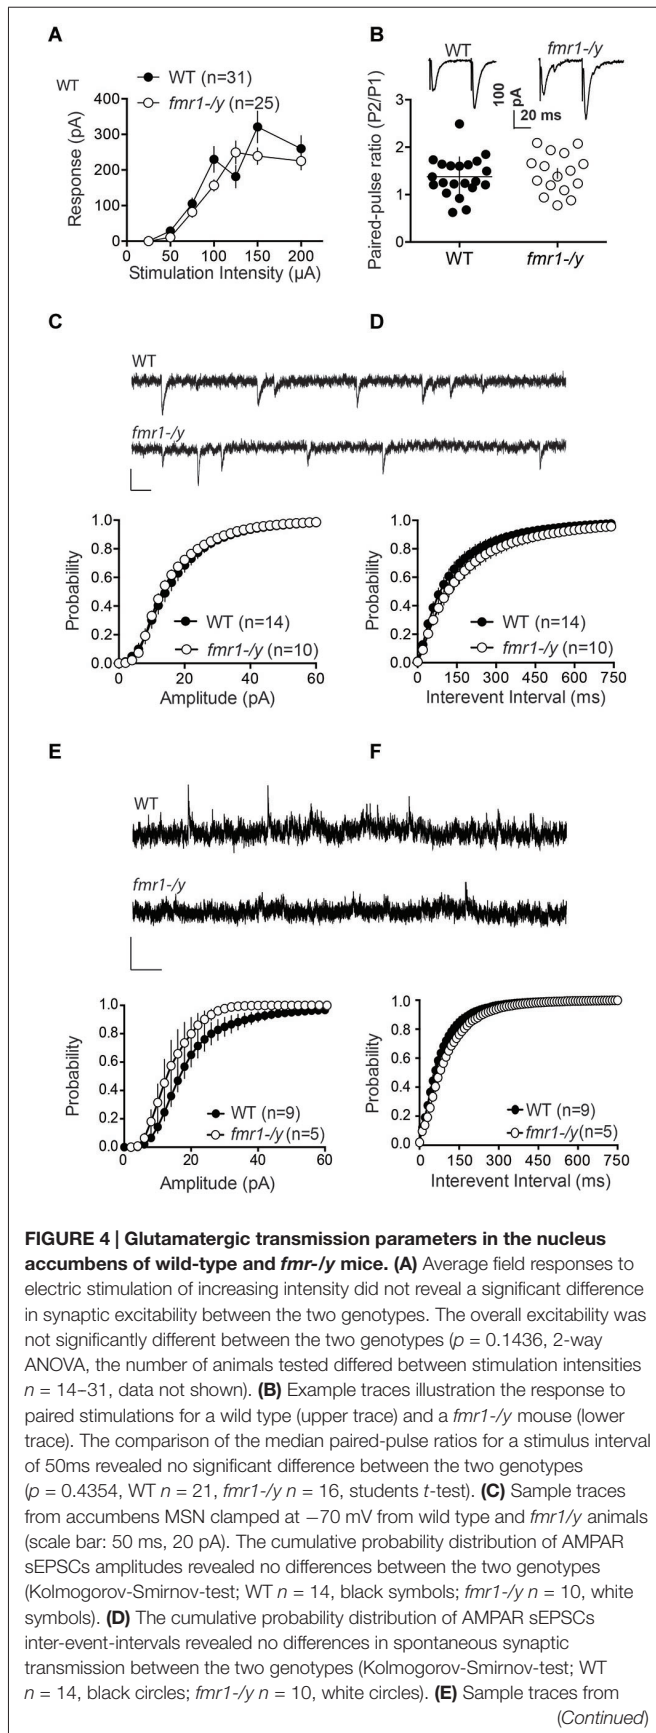 A
WT
WT (n=31)
fmr1-/y (n=25)
400
300
200
100
0
Response (pA)
0 50 100 150 200
Stimulation Intensity (µA)
B
WT
fmr1-/y
100 pA
20 ms
3
2
1
0
Paired-pulse ratio (P2/P1)
WT
fmr1-/y
C
D
WT
fmr1-/y
1.0
0.8
0.6
0.4
0.2
0.0
Probability
WT (n=14)
fmr1-/y (n=10)
0 20 40 60
Amplitude (pA)
1.0
0.8
0.6
0.4
0.2
0.0
Probability
WT (n=14)
fmr1-/y (n=10)
0 150 300 450 600 750
Interevent Interval (ms)
E
F
WT
fmr1-/y
1.0
0.8
0.6
0.4
0.2
0.0
Probability
WT (n=9)
fmr1-/y (n=5)
0 20 40 60
Amplitude (pA)
1.0
0.8
0.6
0.4
0.2
0.0
Probability
WT (n=9)
fmr1-/y (n=5)
0 150 300 450 600 750
Interevent Interval (ms)
FIGURE 4 | Glutamatergic transmission parameters in the nucleus
accumbens of wild-type and fmr-/y mice. (A) Average field responses to
electric stimulation of increasing intensity did not reveal a significant difference
in synaptic excitability between the two genotypes. The overall excitability was
not significantly different between the two genotypes (p = 0.1436, 2-way
ANOVA, the number of animals tested differed between stimulation intensities
n = 14–31, data not shown). (B) Example traces illustration the response to
paired stimulations for a wild type (upper trace) and a fmr1-/y mouse (lower
trace). The comparison of the median paired-pulse ratios for a stimulus interval
of 50ms revealed no significant difference between the two genotypes
(p = 0.4354, WT n = 21, fmr1-/y n = 16, students t-test). (C) Sample traces
from accumbens MSN clamped at −70 mV from wild type and fmr1/y animals
(scale bar: 50 ms, 20 pA). The cumulative probability distribution of AMPAR
sEPSCs amplitudes revealed no differences between the two genotypes
(Kolmogorov-Smirnov-test; WT n = 14, black symbols; fmr1-/y n = 10, white
symbols). (D) The cumulative probability distribution of AMPAR sEPSCs
inter-event-intervals revealed no differences in spontaneous synaptic
transmission between the two genotypes (Kolmogorov-Smirnov-test; WT
n = 14, black circles; fmr1-/y n = 10, white circles). (E) Sample traces from
(Continued)